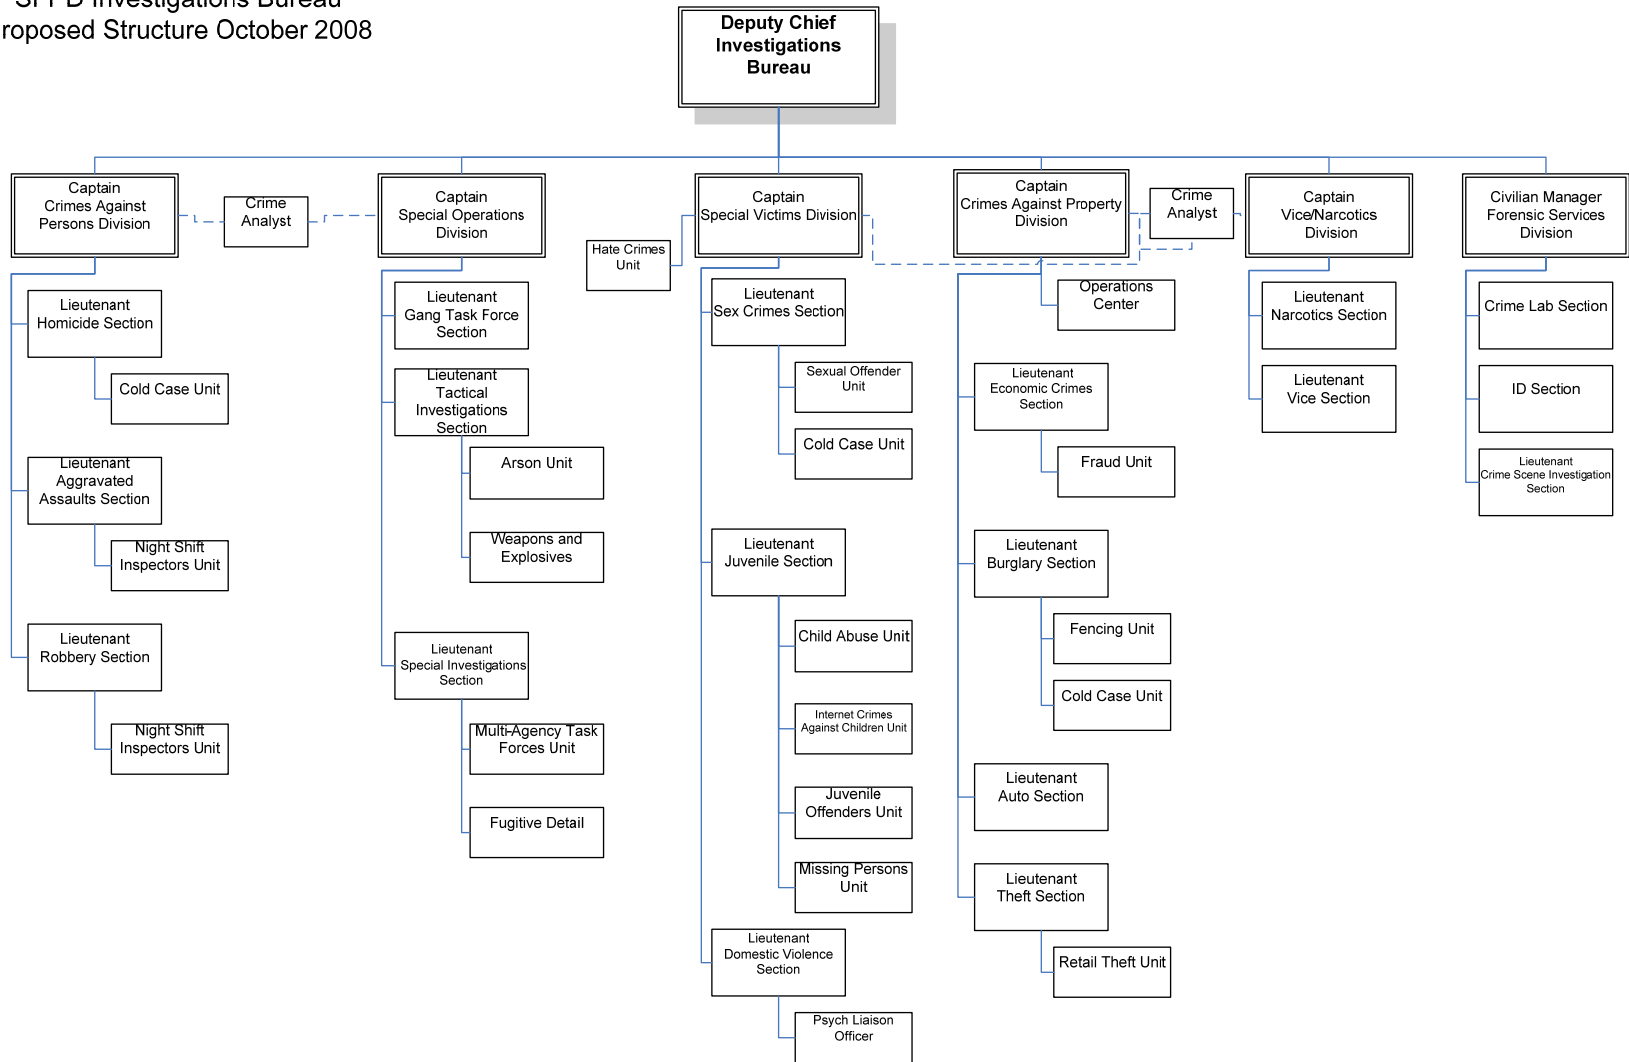 SFPD Investigations Bureau
roposed Structure October 2008
Deputy Chief
Investigations
Bureau
Captain
Crimes Against
Persons Division
Crime
Analyst
Captain
Special Operations
Division
Captain
Special Victims Division
Hate Crimes
Unit
Captain
Crimes Against Property
Division
Crime
Analyst
Captain
Vice/Narcotics
Division
Civilian Manager
Forensic Services
Division
Lieutenant
Homicide Section
Cold Case Unit
Lieutenant
Aggravated
Assaults Section
Night Shift
Inspectors Unit
Lieutenant
Robbery Section
Night Shift
Inspectors Unit
Lieutenant
Gang Task Force
Section
Lieutenant
Tactical
Investigations
Section
Arson Unit
Weapons and
Explosives
Lieutenant
Special Investigations
Section
Multi-Agency Task
Forces Unit
Fugitive Detail
Lieutenant
Sex Crimes Section
Sexual Offender
Unit
Cold Case Unit
Lieutenant
Juvenile Section
Child Abuse Unit
Internet Crimes
Against Children Unit
Juvenile
Offenders Unit
Missing Persons
Unit
Lieutenant
Domestic Violence
Section
Psych Liaison
Officer
Operations
Center
Lieutenant
Economic Crimes
Section
Fraud Unit
Lieutenant
Burglary Section
Fencing Unit
Cold Case Unit
Lieutenant
Auto Section
Lieutenant
Theft Section
Retail Theft Unit
Lieutenant
Narcotics Section
Lieutenant
Vice Section
Crime Lab Section
ID Section
Lieutenant
Crime Scene Investigation
Section